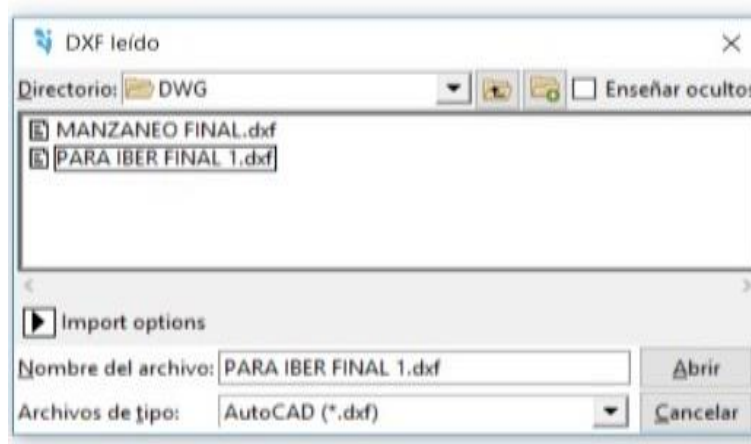 DXF leído
Directorio: DWG Enseñar ocultos
MANZANEO FINAL.dxf
PARA IBER FINAL 1.dxf
Import options
Nombre del archivo: PARA IBER FINAL 1.dxf Abrir
Archivos de tipo: AutoCAD (*.dxf) Cancelar